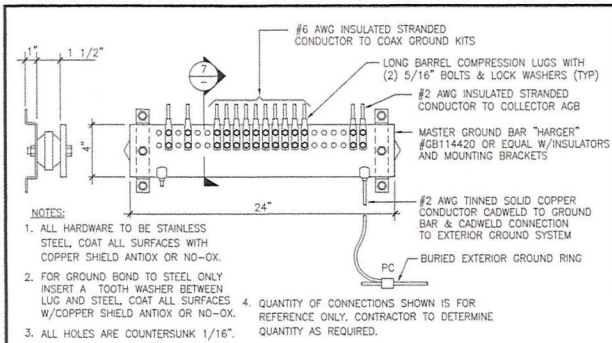 #6 AWG INSULATED STRANDED
CONDUCTOR TO COAX GROUND KITS
LONG BARREL COMPRESSION LUGS WITH
(2) 5/16" BOLTS & LOCK WASHERS (TYP)
#2 AWG INSULATED STRANDED
CONDUCTOR TO COLLECTOR AGB
MASTER GROUND BAR "HARGER"
#GB114420 OR EQUAL W/INSULATORS
AND MOUNTING BRACKETS
1"
1 1/2"
7
4"
24"
#2 AWG TINNED SOLID COPPER
CONDUCTOR CADWELD TO GROUND
BAR & CADWELD CONNECTION
TO EXTERIOR GROUND SYSTEM
PC
BURIED EXTERIOR GROUND RING
NOTES:
1. ALL HARDWARE TO BE STAINLESS
STEEL, COAT ALL SURFACES WITH
COPPER SHIELD ANTIOX OR NO-OX.
2. FOR GROUND BOND TO STEEL ONLY
INSERT A TOOTH WASHER BETWEEN
LUG AND STEEL, COAT ALL SURFACES
W/COPPER SHIELD ANTIOX OR NO-OX.
3. ALL HOLES ARE COUNTERSUNK 1/16".
4. QUANTITY OF CONNECTIONS SHOWN IS FOR
REFERENCE ONLY. CONTRACTOR TO DETERMINE
QUANTITY AS REQUIRED.